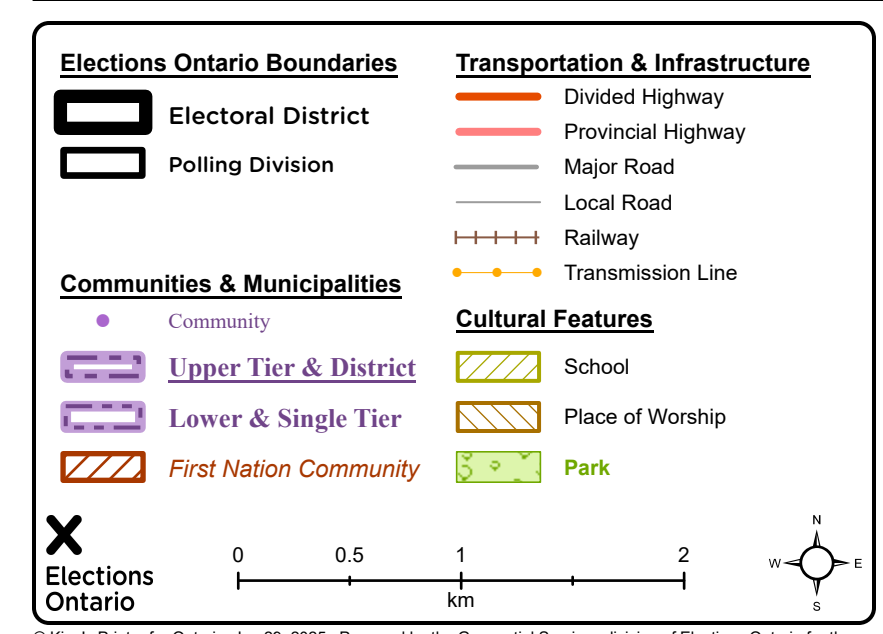 Elections Ontario Boundaries
Electoral District
Polling Division
Communities & Municipalities
Community
Upper Tier & District
Lower & Single Tier
First Nation Community
Transportation & Infrastructure
Divided Highway
Provincial Highway
Major Road
Local Road
Railway
Transmission Line
Cultural Features
School
Place of Worship
Park
Elections
Ontario
0 0.5 1 2
km
N
W E
S